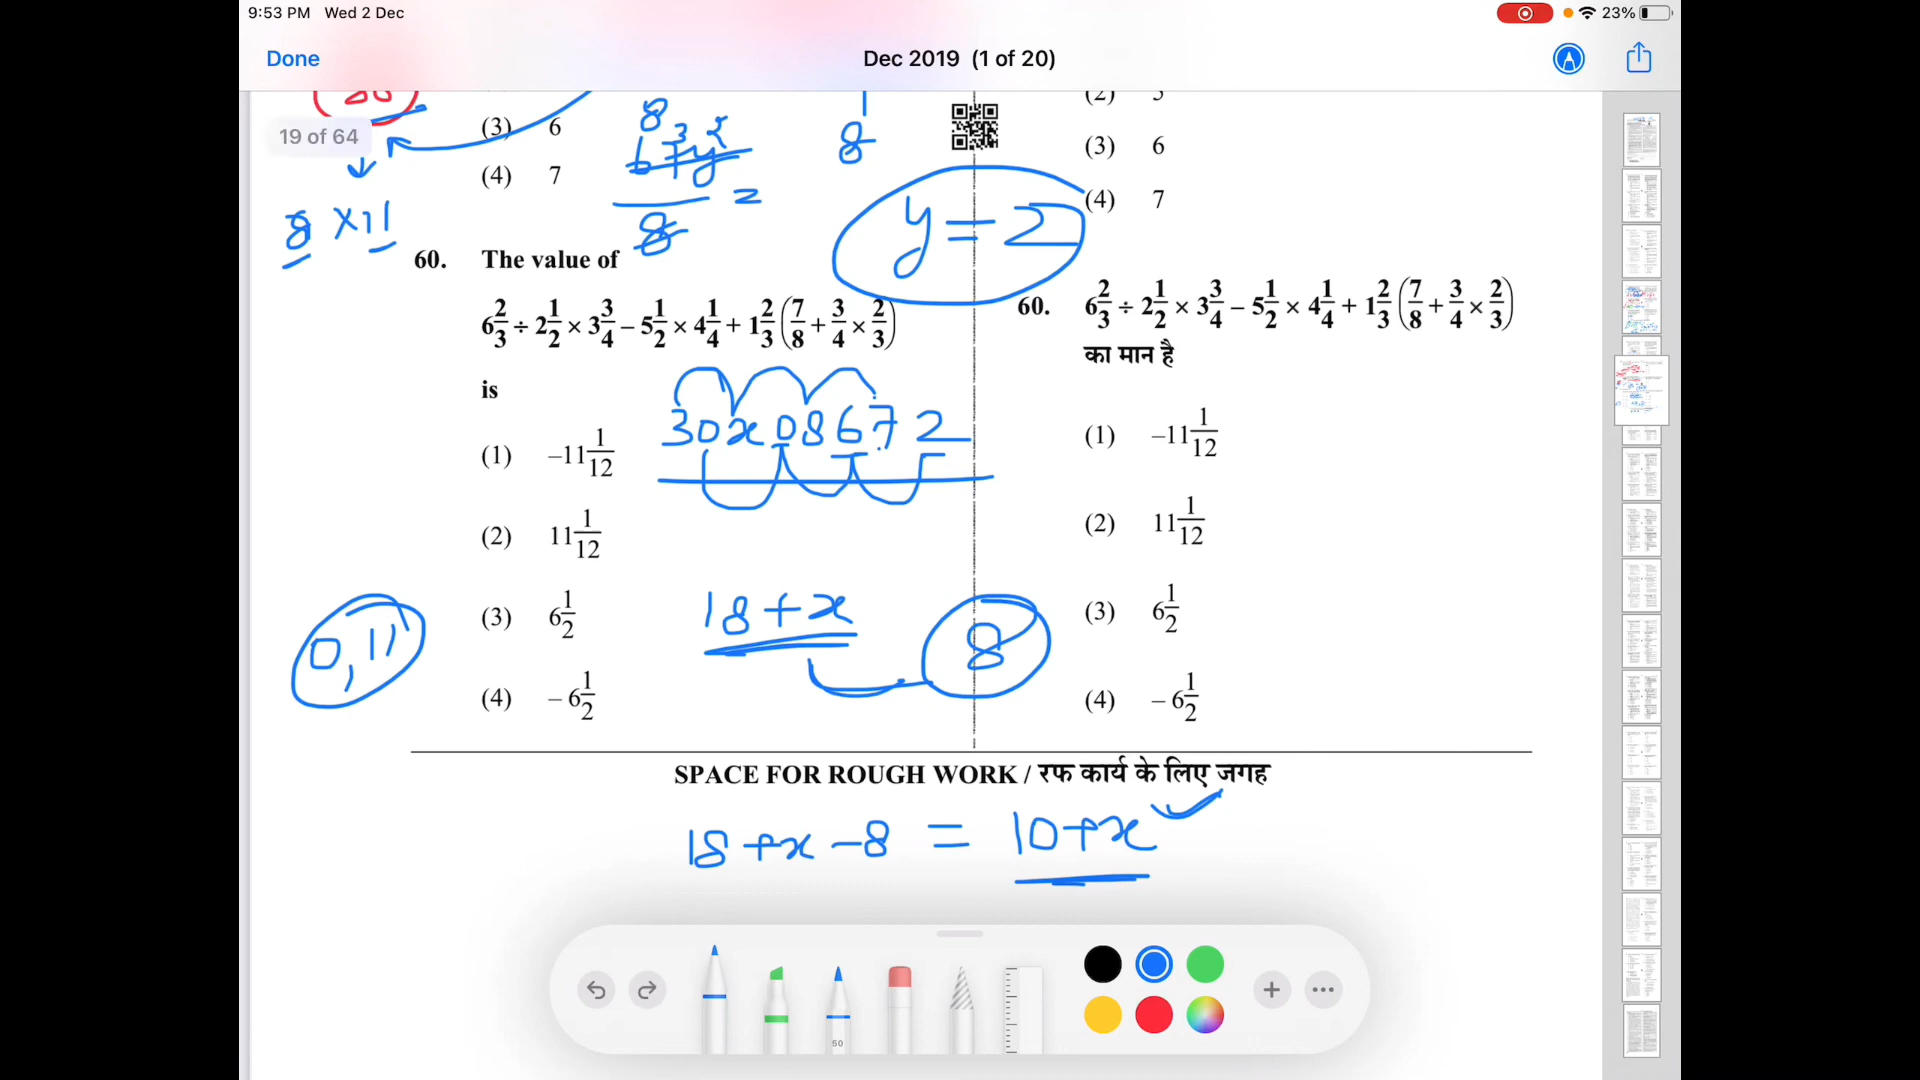 9:53 PM Wed 2 Dec
23%
Done
Dec 2019 (1 of 20)
19 of 64
(3) 6
(4) 7
8 × 11
8
8
y = 2
60. The value of
6 2/3 ÷ 2 1/2 × 3 3/4 – 5 1/2 × 4 1/4 + 1 2/3 (7/8 + 3/4 × 2/3)
is
30x08672
(1) –11 1/12
(2) 11 1/12
(3) 6 1/2
(4) – 6 1/2
0, 11
18 + x
8
(2) 5
(3) 6
(4) 7
60. 6 2/3 ÷ 2 1/2 × 3 3/4 – 5 1/2 × 4 1/4 + 1 2/3 (7/8 + 3/4 × 2/3)
का मान है
(1) –11 1/12
(2) 11 1/12
(3) 6 1/2
(4) – 6 1/2
SPACE FOR ROUGH WORK / रफ कार्य के लिए जगह
18 + x – 8 = 10 + x
50